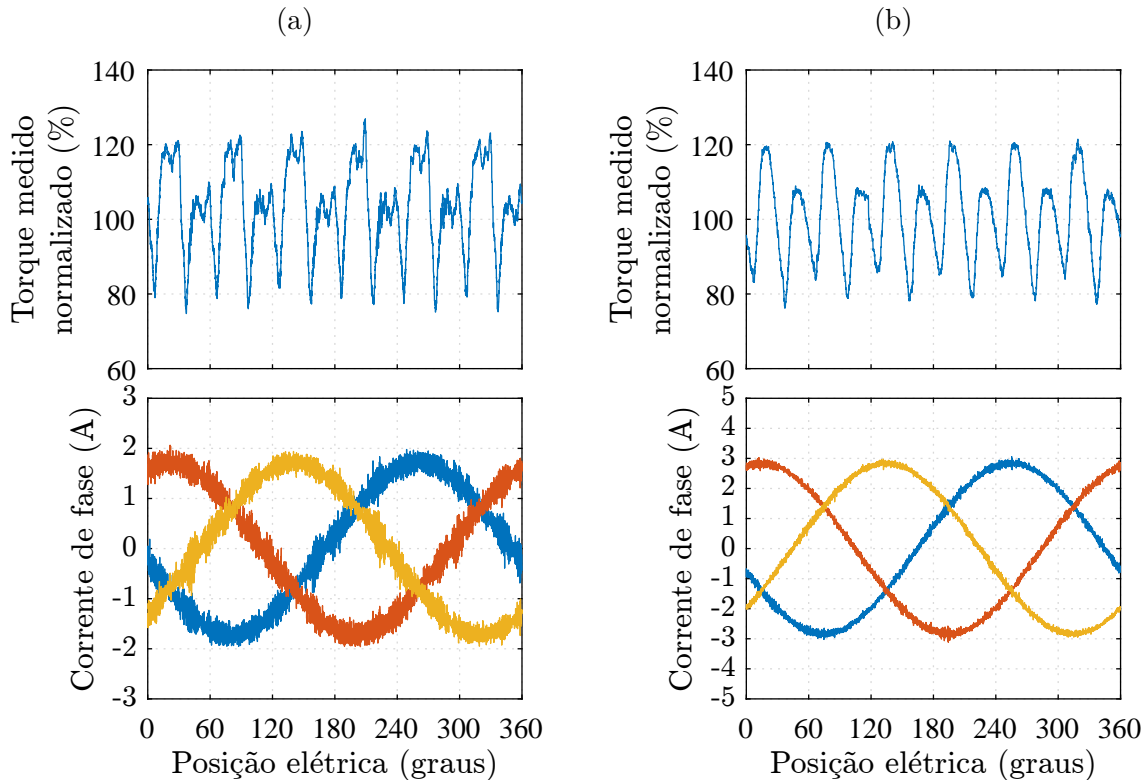 (a)
(b)
Torque medido
normalizado (%)
140
120
100
80
60
Torque medido
normalizado (%)
140
120
100
80
60
Corrente de fase (A)
3
2
1
0
-1
-2
-3
0 60 120 180 240 300 360
Posição elétrica (graus)
Corrente de fase (A)
5
4
3
2
1
0
-1
-2
-3
-4
-5
0 60 120 180 240 300 360
Posição elétrica (graus)